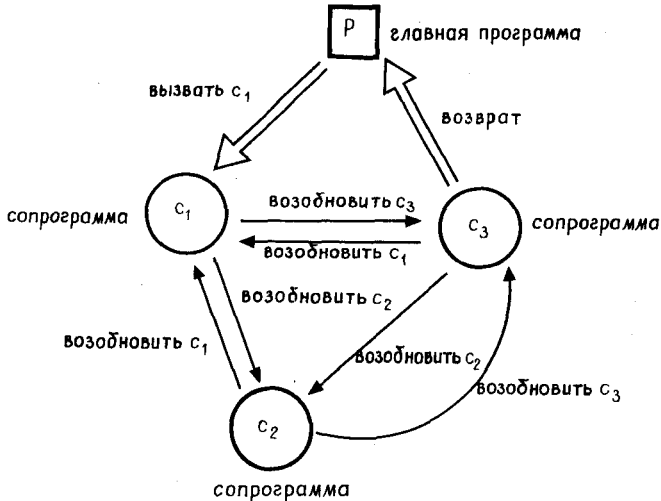 P
главная программа
вызвать c1
возврат
сопрограмма
c1
возобновить c3
c3
сопрограмма
возобновить c1
возобновить c2
возобновить c1
возобновить c2
возобновить c3
c2
сопрограмма